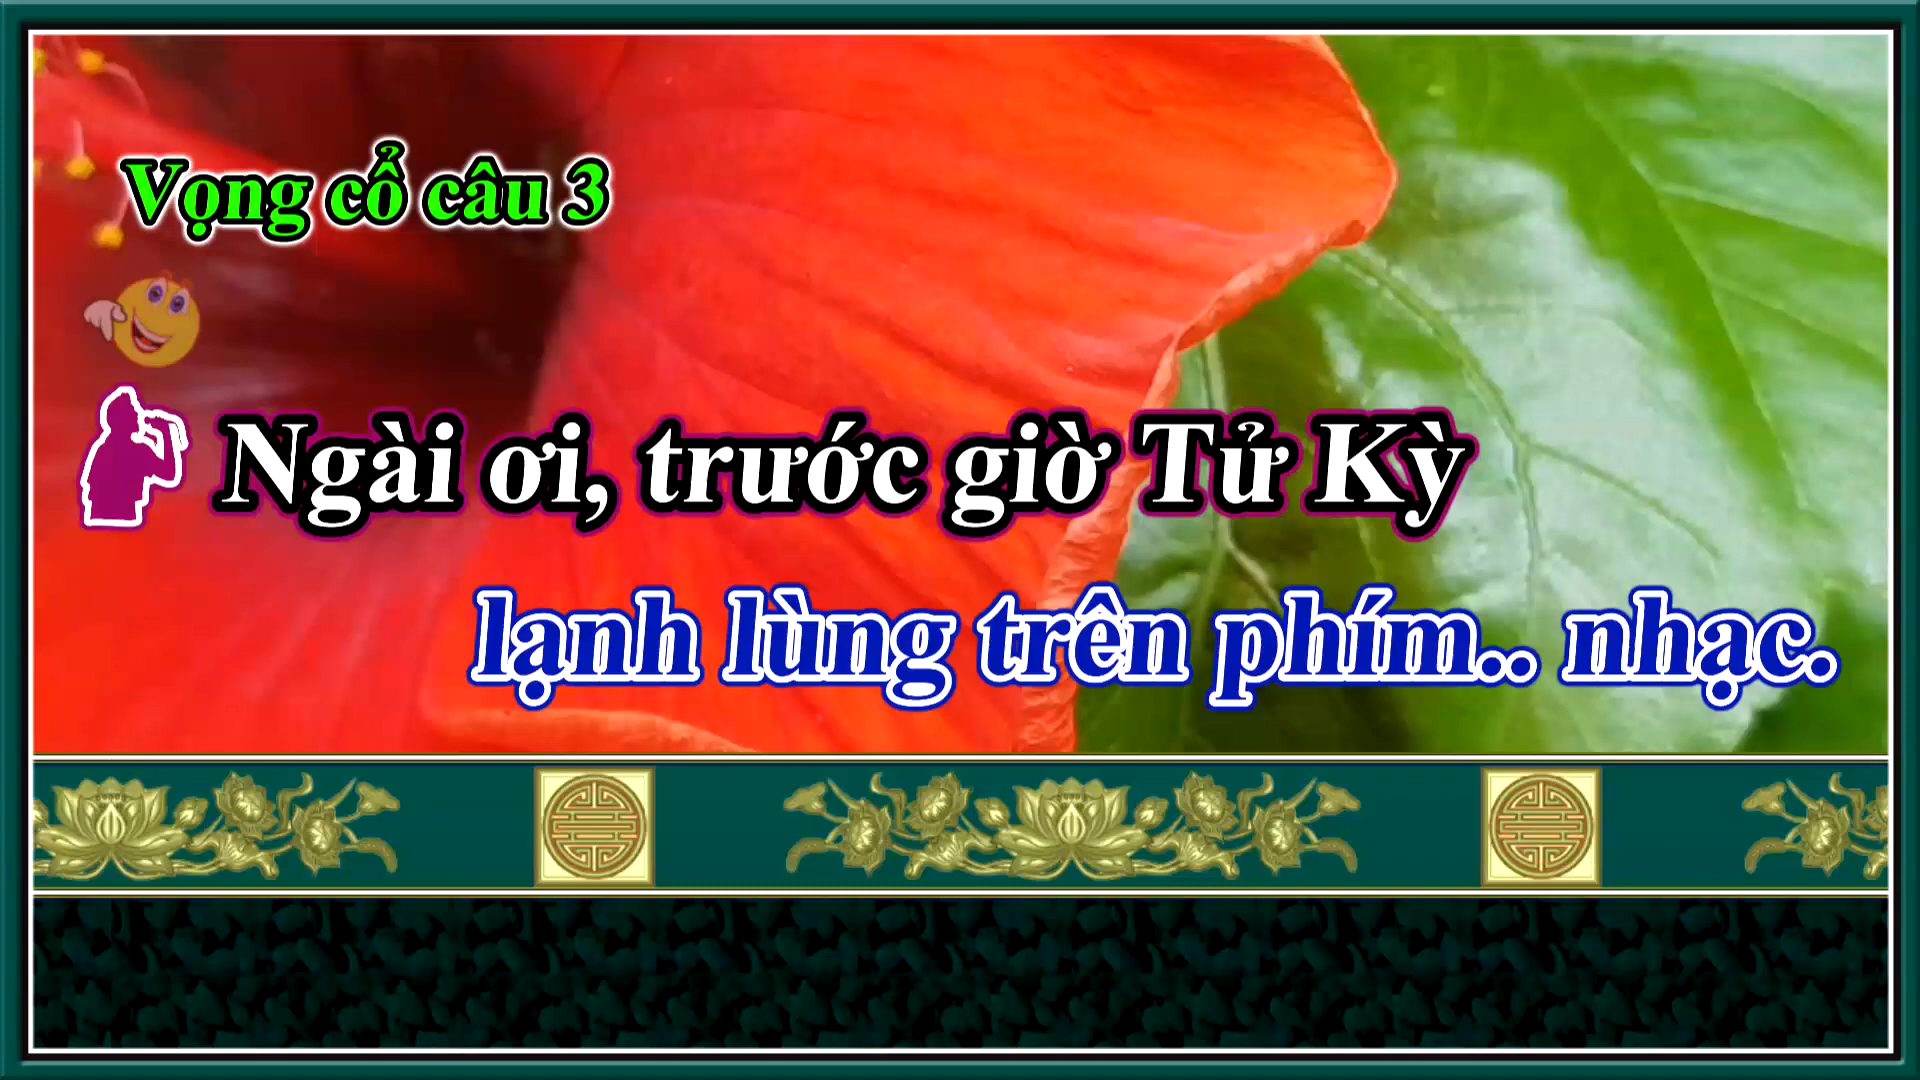 Vọng cổ câu 3
Ngài ơi, trước giờ Tử Kỳ
lạnh lùng trên phím.. nhạc.